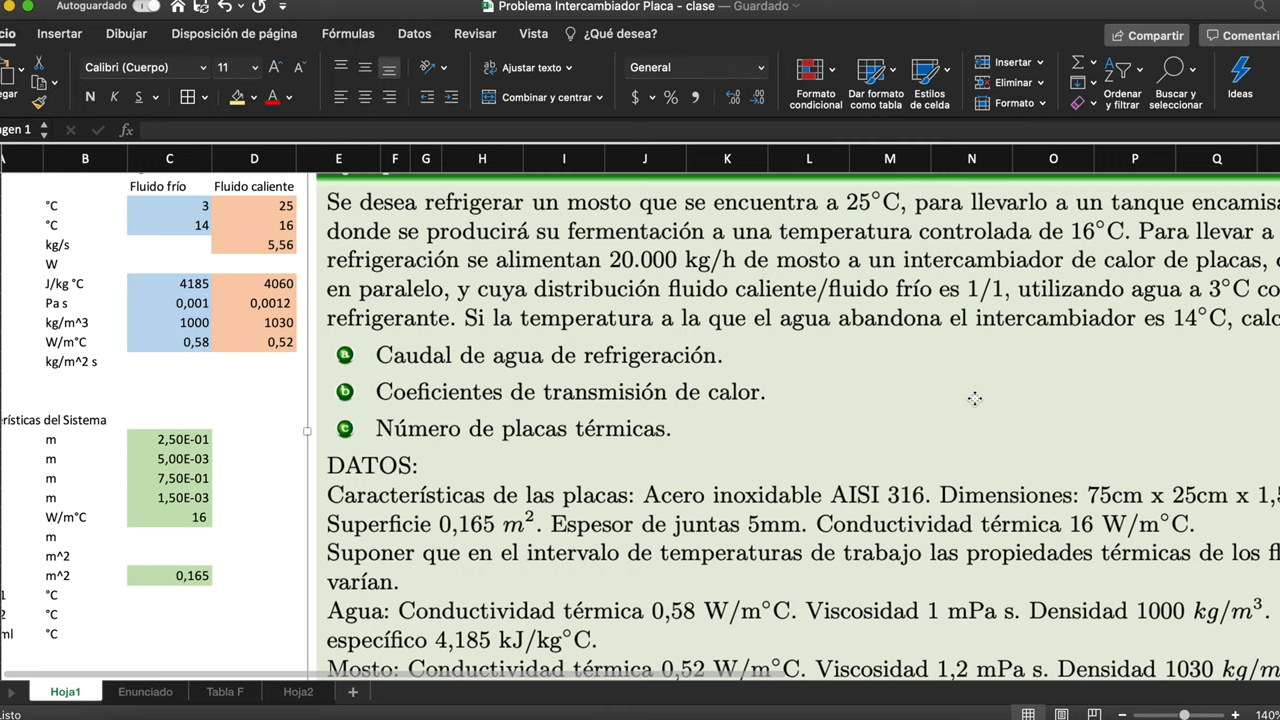 Autoguardado
Problema Intercambiador Placa - clase — Guardado
cio Insertar Dibujar Disposición de página Fórmulas Datos Revisar Vista ¿Qué desea? Compartir Comentari
Calibri (Cuerpo) 11 Ajustar texto General Insertar
Eliminar
egar N K S Combinar y centrar Formato condicional Dar formato como tabla Estilos de celda Formato Ordenar y filtrar Buscar y seleccionar Ideas
agen 1 fx
B C D E F G H I J K L M N O P Q
Fluido frío Fluido caliente
°C 3 25
°C 14 16
kg/s 5,56
W
J/kg °C 4185 4060
Pa s 0,001 0,0012
kg/m^3 1000 1030
W/m°C 0,58 0,52
kg/m^2 s
erísticas del Sistema
m 2,50E-01
m 5,00E-03
m 7,50E-01
m 1,50E-03
W/m°C 16
m
m^2
m^2 0,165
1 °C
2 °C
ml °C
Se desea refrigerar un mosto que se encuentra a 25°C, para llevarlo a un tanque encamisa
donde se producirá su fermentación a una temperatura controlada de 16°C. Para llevar a
refrigeración se alimentan 20.000 kg/h de mosto a un intercambiador de calor de placas, c
en paralelo, y cuya distribución fluido caliente/fluido frío es 1/1, utilizando agua a 3°C co
refrigerante. Si la temperatura a la que el agua abandona el intercambiador es 14°C, calc
a Caudal de agua de refrigeración.
b Coeficientes de transmisión de calor.
c Número de placas térmicas.
DATOS:
Características de las placas: Acero inoxidable AISI 316. Dimensiones: 75cm x 25cm x 1,5
Superficie 0,165 m². Espesor de juntas 5mm. Conductividad térmica 16 W/m°C.
Suponer que en el intervalo de temperaturas de trabajo las propiedades térmicas de los fl
varían.
Agua: Conductividad térmica 0,58 W/m°C. Viscosidad 1 mPa s. Densidad 1000 kg/m³.
específico 4,185 kJ/kg°C.
Mosto: Conductividad térmica 0,52 W/m°C. Viscosidad 1,2 mPa s. Densidad 1030 kg/m
Hoja1 Enunciado Tabla F Hoja2 +
Listo 140%